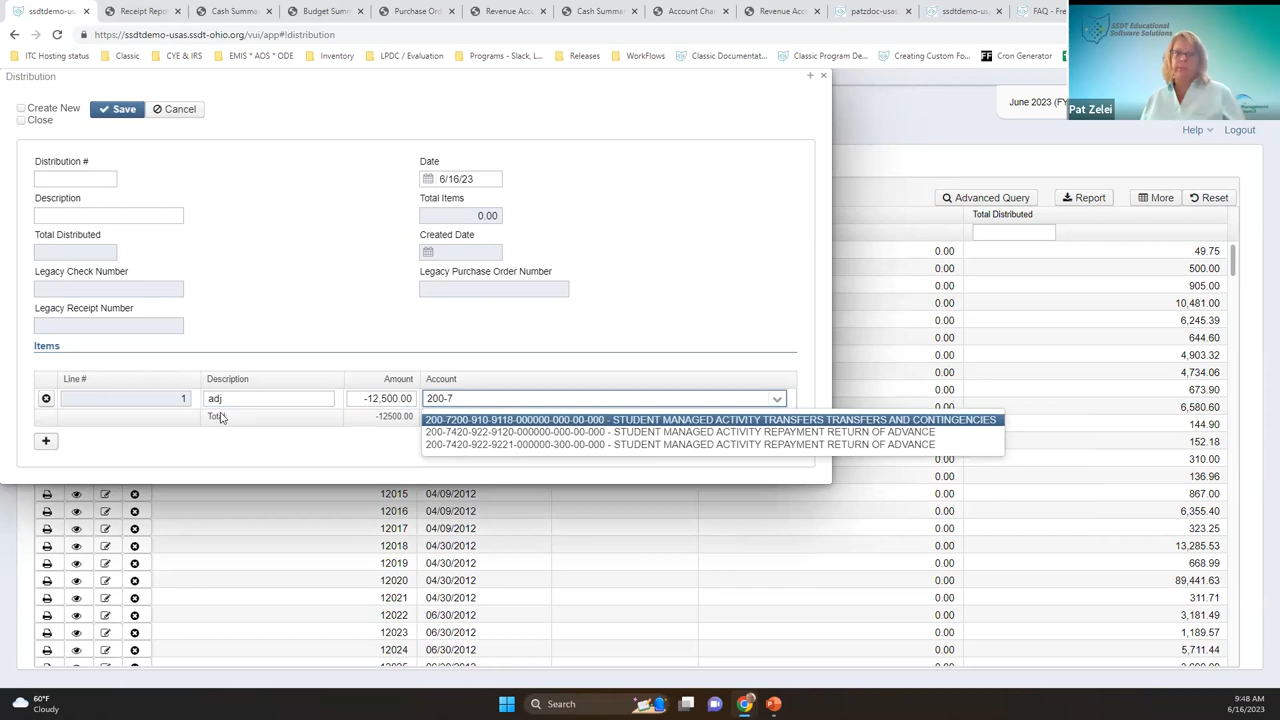 ssdtdemo-us
Receipt Rep
Cash Summa
Budget Sum
Purchase Or
Revenue Acc
Cash Summa
Account Cha
Revenue Acc
patzdoc-usas
ssdtdemo-us
FAQ - Fre
https://ssdtdemo-usas.ssdt-ohio.org/vui/app#!distribution
ITC Hosting status
Classic
CYE & IRS
EMIS * AOS * ODE
Inventory
LPDC / Evaluation
Programs - Slack, L...
Releases
WorkFlows
Classic Documentat...
Classic Program De...
Creating Custom Fo...
Cron Generator
SSDT Educational
Software Solutions
Management
Pat Zelei
Distribution
Create New
Close
Save
Cancel
June 2023 (FY
Help
Logout
Distribution #
Date
6/16/23
Description
Total Items
0.00
Total Distributed
Created Date
Legacy Check Number
Legacy Purchase Order Number
Legacy Receipt Number
Items
Line #
Description
Amount
Account
1
adj
-12,500.00
200-7
Total
-12500.00
200-7200-910-9118-000000-000-00-000 - STUDENT MANAGED ACTIVITY TRANSFERS TRANSFERS AND CONTINGENCIES
200-7420-922-9120-000000-000-00-000 - STUDENT MANAGED ACTIVITY REPAYMENT RETURN OF ADVANCE
200-7420-922-9221-000000-300-00-000 - STUDENT MANAGED ACTIVITY REPAYMENT RETURN OF ADVANCE
Advanced Query
Report
More
Reset
Total Distributed
0.00 49.75
0.00 500.00
0.00 905.00
0.00 10,481.00
0.00 6,245.39
0.00 644.60
0.00 4,903.32
0.00 4,734.06
0.00 673.90
0.00 6,580.60
0.00 144.90
0.00 152.18
0.00 310.00
0.00 136.96
12015 04/09/2012 0.00 867.00
12016 04/09/2012 0.00 6,355.40
12017 04/09/2012 0.00 323.25
12018 04/30/2012 0.00 13,285.53
12019 04/30/2012 0.00 668.99
12020 04/30/2012 0.00 89,441.63
12021 04/30/2012 0.00 311.71
12022 06/30/2012 0.00 3,181.49
12023 06/30/2012 0.00 1,189.57
12024 06/30/2012 0.00 5,711.44
60°F
Cloudy
Search
9:48 AM
6/16/2023